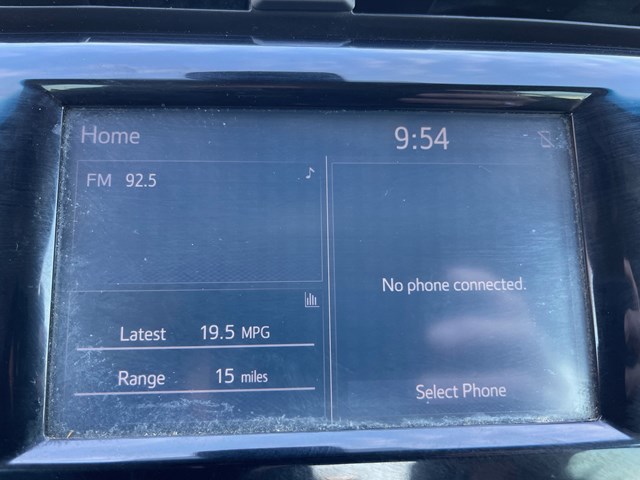 Home
9:54
FM 92.5
No phone connected.
Latest 19.5 MPG
Range 15 miles
Select Phone